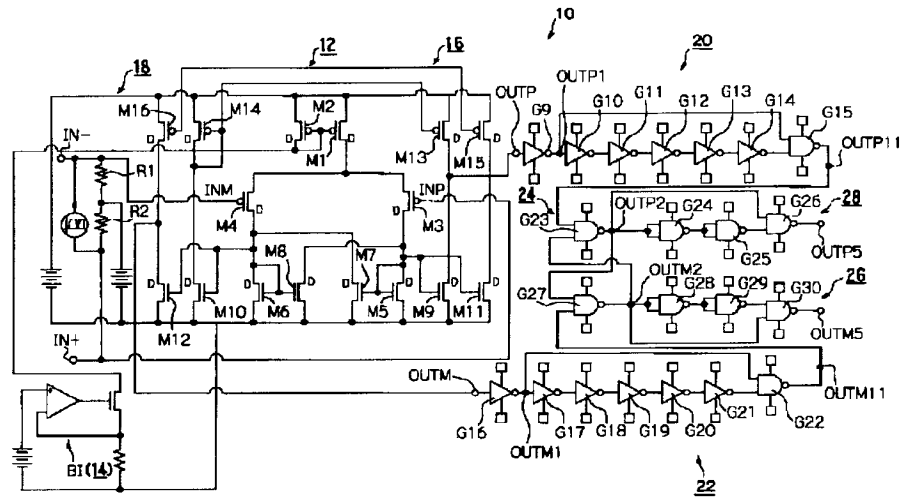 10
12
16
20
18
OUTP
OUTP1
G9
G10
G11
G12
G13
G14
G15
M16
M14
M2
D
D
D
D
M1
M13
D
D
M15
IN-
R1
R2
INM
INP
M4
D
D
M3
OUTP11
24
OUTP2
G23
G24
G25
G26
28
OUTP5
M8
M7
D
D
D
D
D
D
D
D
M12
M10
M6
M5
M9
M11
OUTM2
G27
G28
G29
G30
26
OUTM5
IN+
OUTM
OUTM1
G16
G17
G18
G19
G20
G21
G22
OUTM11
BI(14)
22